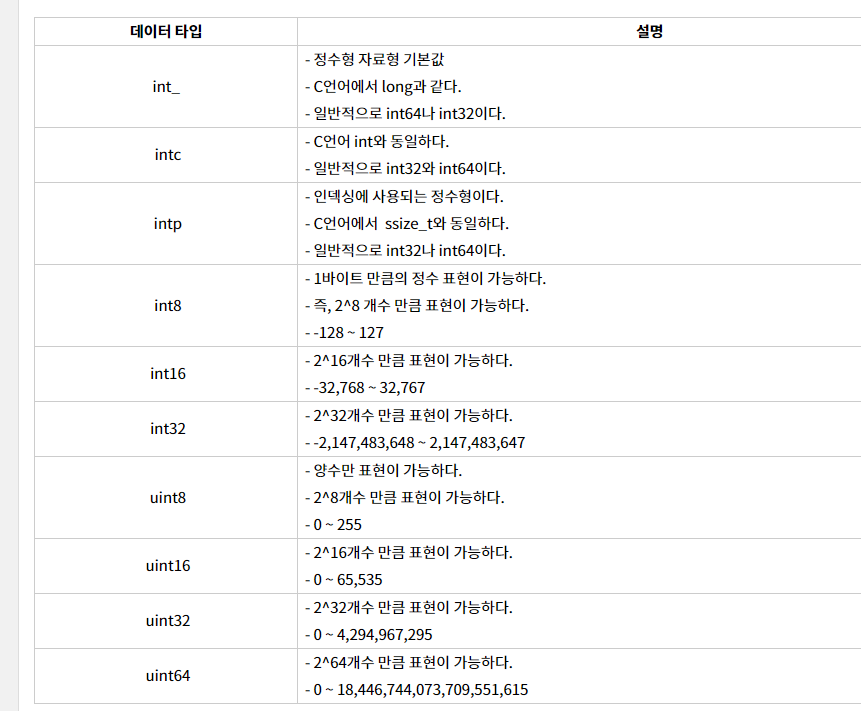 데이터 타입 설명
int_
- 정수형 자료형 기본값
- C언어에서 long과 같다.
- 일반적으로 int64나 int32이다.
intc
- C언어 int와 동일하다.
- 일반적으로 int32와 int64이다.
intp
- 인덱싱에 사용되는 정수형이다.
- C언어에서  ssize_t와 동일하다.
- 일반적으로 int32나 int64이다.
int8
- 1바이트 만큼의 정수 표현이 가능하다.
- 즉, 2^8 개수 만큼 표현이 가능하다.
- -128 ~ 127
int16
- 2^16개수 만큼 표현이 가능하다.
- -32,768 ~ 32,767
int32
- 2^32개수 만큼 표현이 가능하다.
- -2,147,483,648 ~ 2,147,483,647
uint8
- 양수만 표현이 가능하다.
- 2^8개수 만큼 표현이 가능하다.
- 0 ~ 255
uint16
- 2^16개수 만큼 표현이 가능하다.
- 0 ~ 65,535
uint32
- 2^32개수 만큼 표현이 가능하다.
- 0 ~ 4,294,967,295
uint64
- 2^64개수 만큼 표현이 가능하다.
- 0 ~ 18,446,744,073,709,551,615